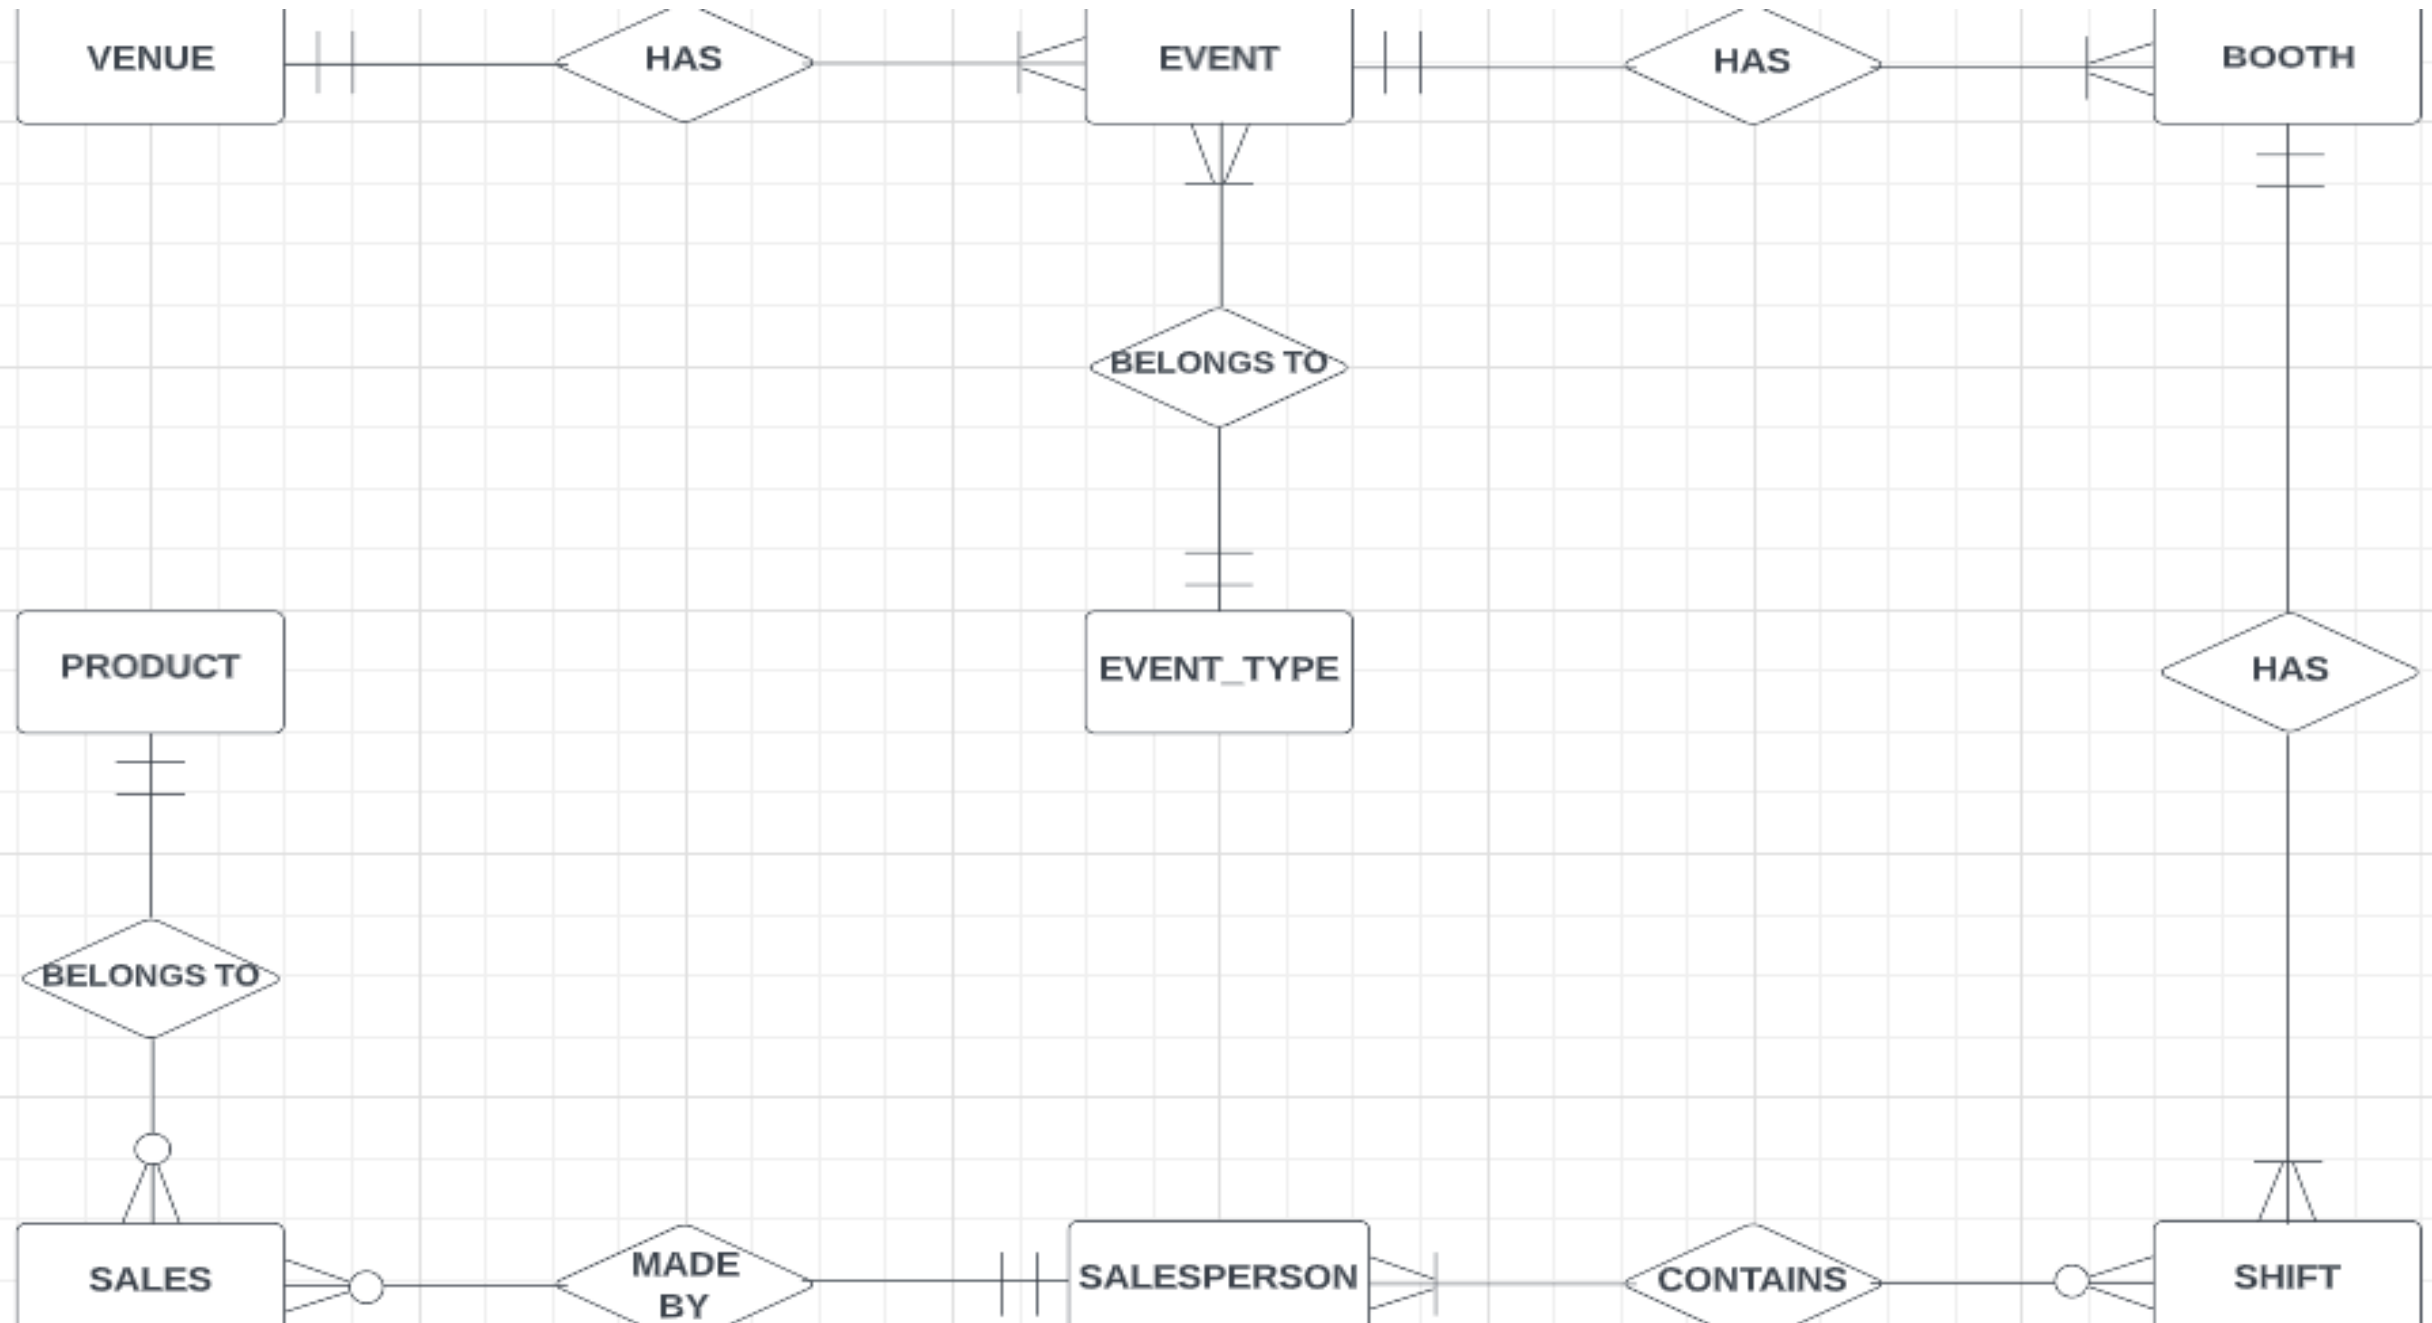 VENUE
HAS
EVENT
HAS
BOOTH
BELONGS TO
PRODUCT
EVENT_TYPE
HAS
BELONGS TO
SALES
MADE
BY
SALESPERSON
CONTAINS
SHIFT